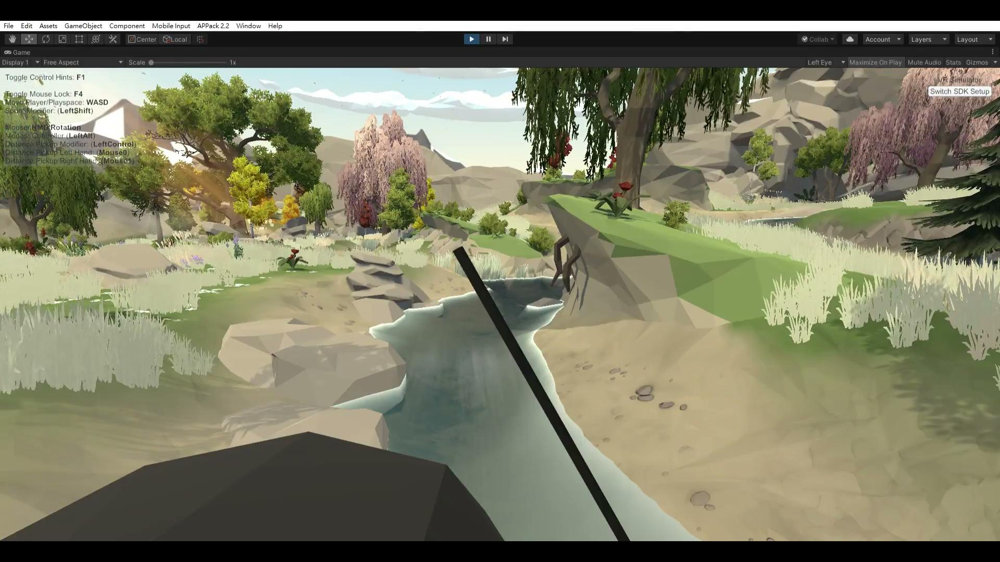 File Edit Assets GameObject Component Mobile Input APPack 2.2 Window Help
Center Local Collab Account Layers Layout
Game
Display 1 Free Aspect Scale 1x Left Eye Maximize On Play Mute Audio Stats Gizmos
Toggle Control Hints: F1
VR Simulator
Switch SDK Setup
Toggle Mouse Lock: F4
Move Player/Playspace: WASD
Sprint Modifier: (LeftShift)
Mouse: HMD Rotation
Modes: Controller (LeftAlt)
Distance Pickup Modifier: (LeftControl)
Distance Pickup Left Hand: (Mouse0)
Distance Pickup Right Hand: (Mouse1)